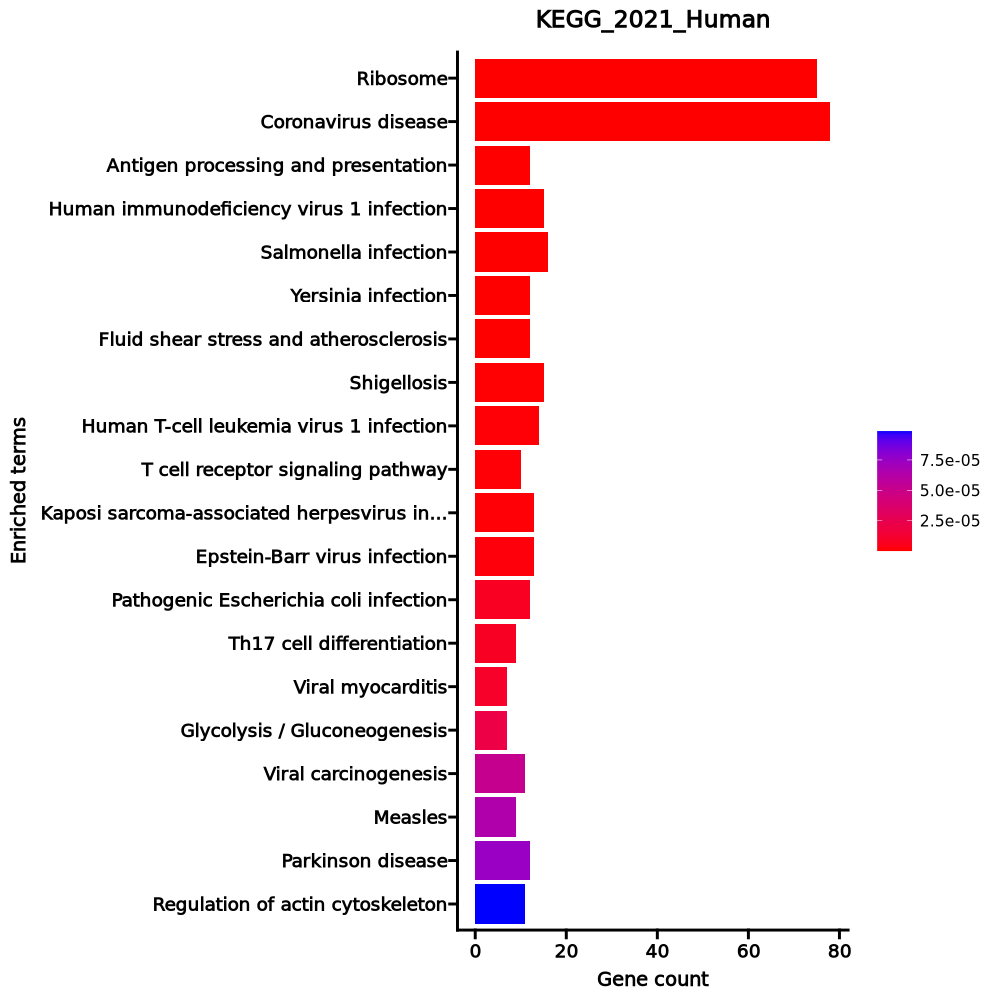 KEGG_2021_Human
Ribosome
Coronavirus disease
Antigen processing and presentation
Human immunodeficiency virus 1 infection
Salmonella infection
Yersinia infection
Fluid shear stress and atherosclerosis
Shigellosis
Human T-cell leukemia virus 1 infection
T cell receptor signaling pathway
Kaposi sarcoma-associated herpesvirus in...
Epstein-Barr virus infection
Pathogenic Escherichia coli infection
Th17 cell differentiation
Viral myocarditis
Glycolysis / Gluconeogenesis
Viral carcinogenesis
Measles
Parkinson disease
Regulation of actin cytoskeleton
Enriched terms
0 20 40 60 80
Gene count
7.5e-05
5.0e-05
2.5e-05